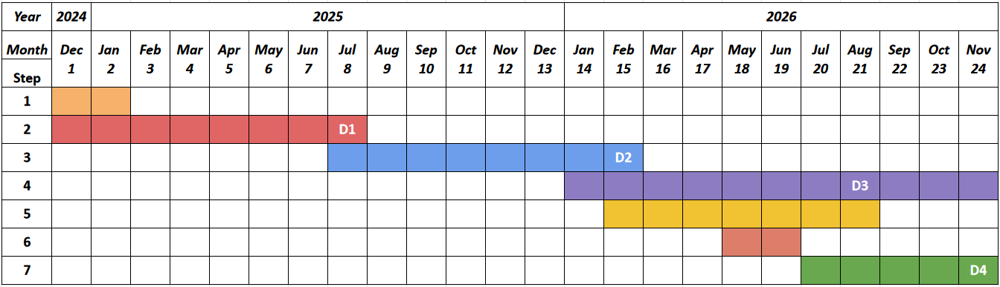 Year 2024 2025 2026
Month Dec Jan Feb Mar Apr May Jun Jul Aug Sep Oct Nov Dec Jan Feb Mar Apr May Jun Jul Aug Sep Oct Nov
Step 1 2 3 4 5 6 7 8 9 10 11 12 13 14 15 16 17 18 19 20 21 22 23 24
1
2 D1
3 D2
4 D3
5
6
7 D4